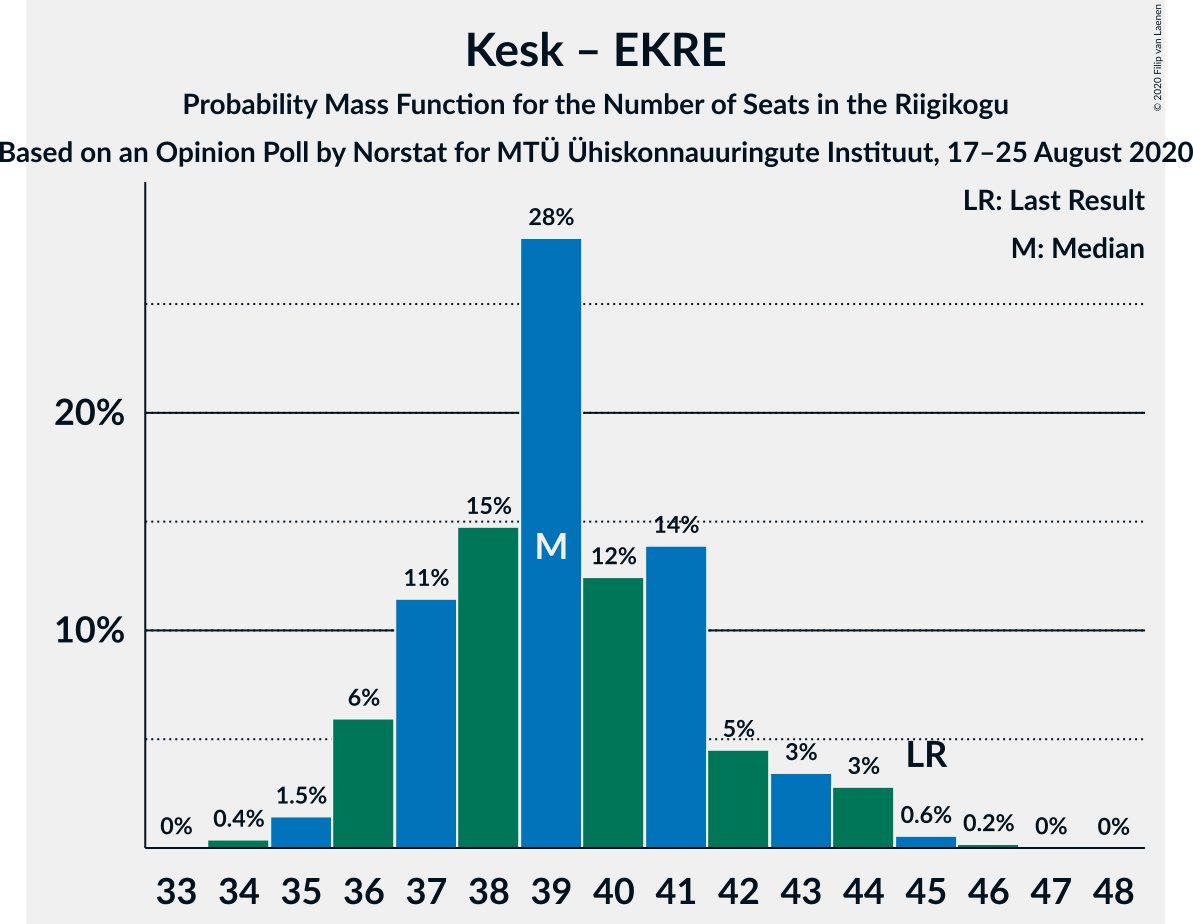 © 2020 Filip van Laenen
Kesk – EKRE
Probability Mass Function for the Number of Seats in the Riigikogu
Based on an Opinion Poll by Norstat for MTÜ Ühiskonnauuringute Instituut, 17–25 August 2020
LR: Last Result
M: Median
20%
10%
0%
0.4%
1.5%
6%
11%
15%
28%
M
12%
14%
5%
3%
3%
LR
0.6%
0.2%
0%
0%
33 34 35 36 37 38 39 40 41 42 43 44 45 46 47 48